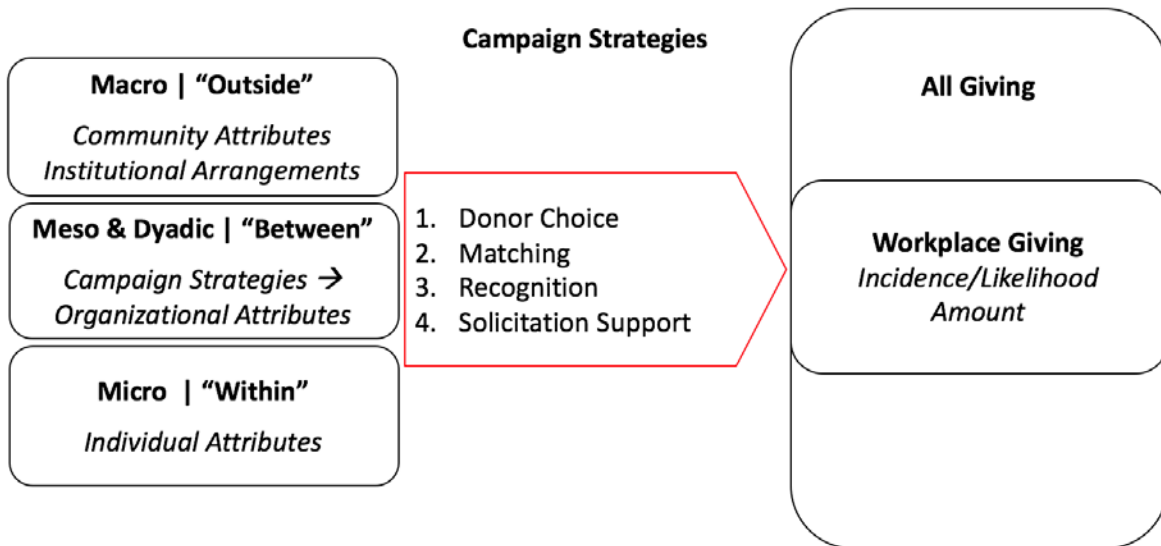 Campaign Strategies
Macro | “Outside”
Community Attributes
Institutional Arrangements
Meso & Dyadic | “Between”
Campaign Strategies →
Organizational Attributes
Micro | “Within”
Individual Attributes
1. Donor Choice
2. Matching
3. Recognition
4. Solicitation Support
All Giving
Workplace Giving
Incidence/Likelihood
Amount